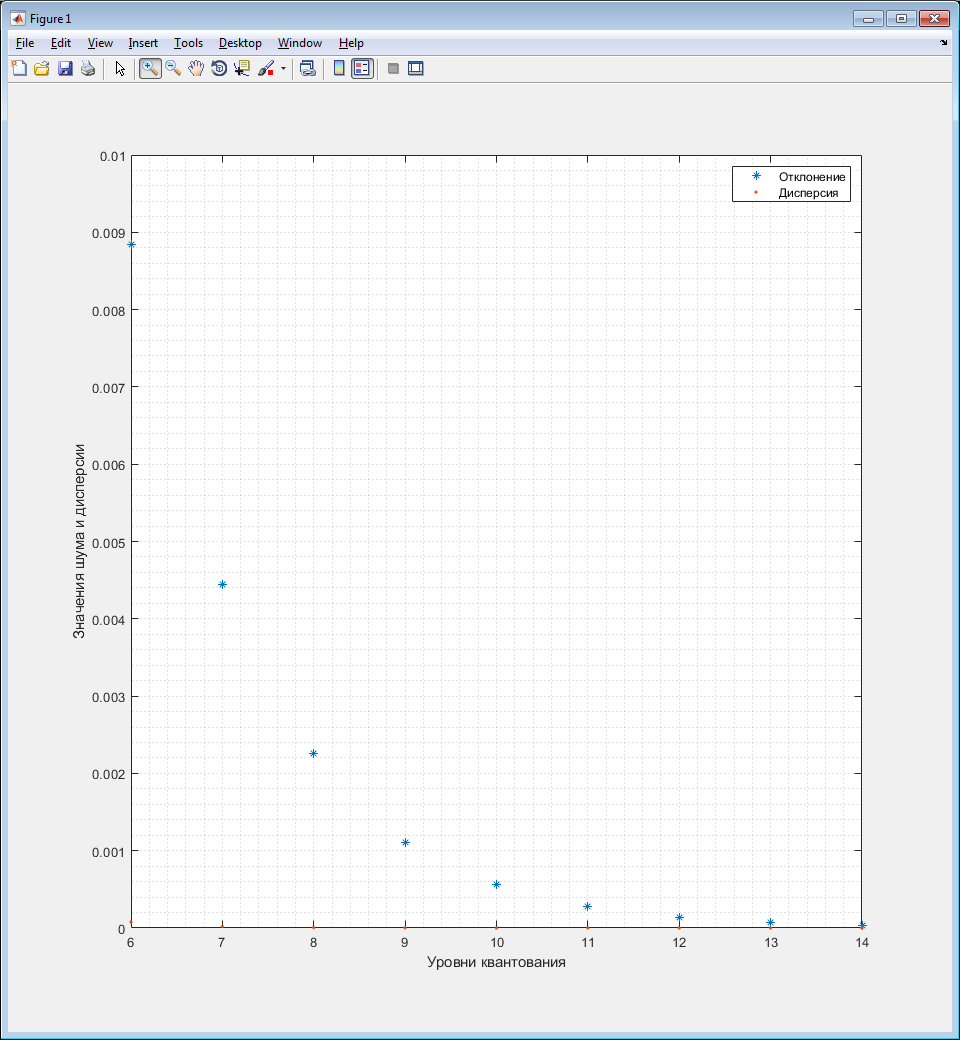 Figure 1
File Edit View Insert Tools Desktop Window Help
0.01
0.009
0.008
0.007
0.006
0.005
0.004
0.003
0.002
0.001
0
Значения шума и дисперсии
Отклонение
Дисперсия
6 7 8 9 10 11 12 13 14
Уровни квантования